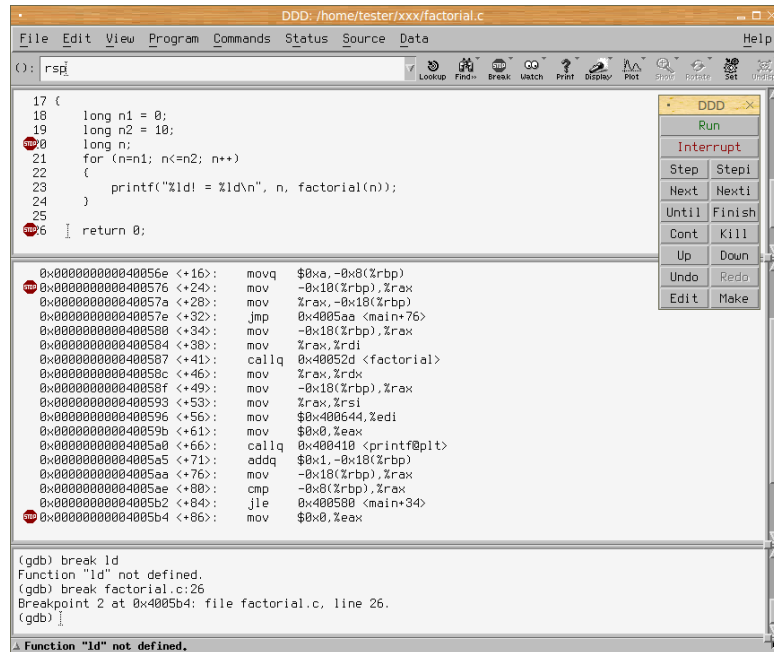 DDD: /home/tester/xxx/factorial.c
File Edit View Program Commands Status Source Data Help
(): rsp
Lookup Find» Break Watch Print Display Plot Show Rotate Set Undisp
17 {
18 long n1 = 0;
19 long n2 = 10;
STOP 20 long n;
21 for (n=n1; n<=n2; n++)
22 {
23 printf("%ld! = %ld\n", n, factorial(n));
24 }
25
STOP 26 return 0;
DDD
Run
Interrupt
Step Stepi
Next Nexti
Until Finish
Cont Kill
Up Down
Undo Redo
Edit Make
0x000000000040056e <+16>: movq $0xa,-0x8(%rbp)
STOP 0x0000000000400576 <+24>: mov -0x10(%rbp),%rax
0x000000000040057a <+28>: mov %rax,-0x18(%rbp)
0x000000000040057e <+32>: jmp 0x4005aa <main+76>
0x0000000000400580 <+34>: mov -0x18(%rbp),%rax
0x0000000000400584 <+38>: mov %rax,%rdi
0x0000000000400587 <+41>: callq 0x40052d <factorial>
0x000000000040058c <+46>: mov %rax,%rdx
0x000000000040058f <+49>: mov -0x18(%rbp),%rax
0x0000000000400593 <+53>: mov %rax,%rsi
0x0000000000400596 <+56>: mov $0x400644,%edi
0x000000000040059b <+61>: mov $0x0,%eax
0x00000000004005a0 <+66>: callq 0x400410 <printf@plt>
0x00000000004005a5 <+71>: addq $0x1,-0x18(%rbp)
0x00000000004005aa <+76>: mov -0x18(%rbp),%rax
0x00000000004005ae <+80>: cmp -0x8(%rbp),%rax
0x00000000004005b2 <+84>: jle 0x400580 <main+34>
STOP 0x00000000004005b4 <+86>: mov $0x0,%eax
(gdb) break ld
Function "ld" not defined.
(gdb) break factorial.c:26
Breakpoint 2 at 0x4005b4: file factorial.c, line 26.
(gdb)
Function "ld" not defined.